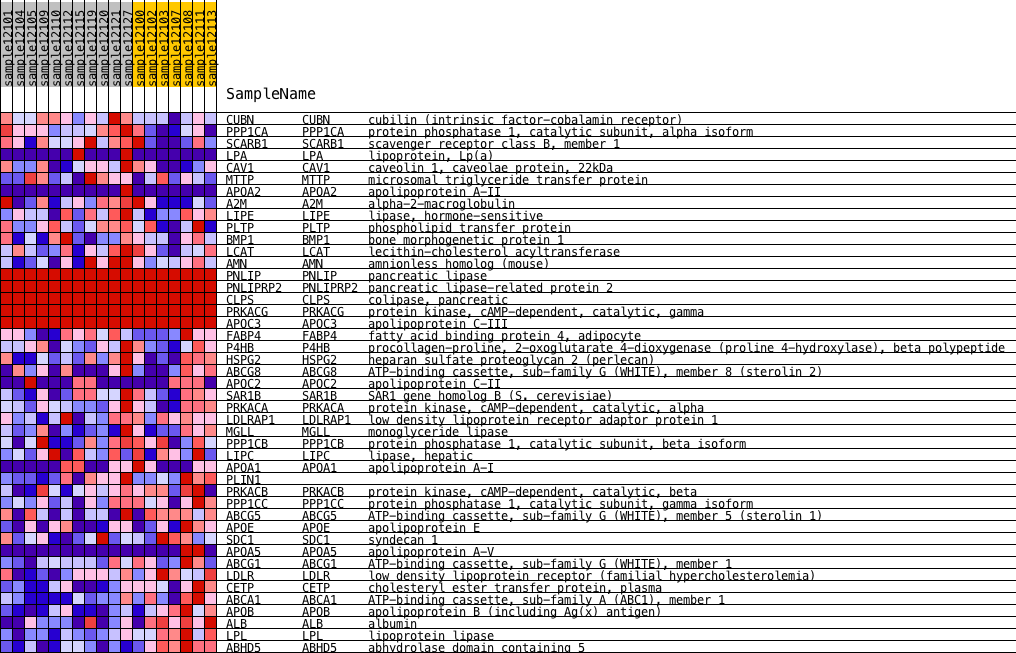 sample12101
sample12104
sample12105
sample12109
sample12110
sample12112
sample12115
sample12119
sample12120
sample12121
sample12127
sample12100
sample12102
sample12103
sample12107
sample12108
sample12111
sample12113
SampleName
CUBN CUBN cubilin (intrinsic factor-cobalamin receptor)
PPP1CA PPP1CA protein phosphatase 1, catalytic subunit, alpha isoform
SCARB1 SCARB1 scavenger receptor class B, member 1
LPA LPA lipoprotein, Lp(a)
CAV1 CAV1 caveolin 1, caveolae protein, 22kDa
MTTP MTTP microsomal triglyceride transfer protein
APOA2 APOA2 apolipoprotein A-II
A2M A2M alpha-2-macroglobulin
LIPE LIPE lipase, hormone-sensitive
PLTP PLTP phospholipid transfer protein
BMP1 BMP1 bone morphogenetic protein 1
LCAT LCAT lecithin-cholesterol acyltransferase
AMN AMN amnionless homolog (mouse)
PNLIP PNLIP pancreatic lipase
PNLIPRP2 PNLIPRP2 pancreatic lipase-related protein 2
CLPS CLPS colipase, pancreatic
PRKACG PRKACG protein kinase, cAMP-dependent, catalytic, gamma
APOC3 APOC3 apolipoprotein C-III
FABP4 FABP4 fatty acid binding protein 4, adipocyte
P4HB P4HB procollagen-proline, 2-oxoglutarate 4-dioxygenase (proline 4-hydroxylase), beta polypeptide
HSPG2 HSPG2 heparan sulfate proteoglycan 2 (perlecan)
ABCG8 ABCG8 ATP-binding cassette, sub-family G (WHITE), member 8 (sterolin 2)
APOC2 APOC2 apolipoprotein C-II
SAR1B SAR1B SAR1 gene homolog B (S. cerevisiae)
PRKACA PRKACA protein kinase, cAMP-dependent, catalytic, alpha
LDLRAP1 LDLRAP1 low density lipoprotein receptor adaptor protein 1
MGLL MGLL monoglyceride lipase
PPP1CB PPP1CB protein phosphatase 1, catalytic subunit, beta isoform
LIPC LIPC lipase, hepatic
APOA1 APOA1 apolipoprotein A-I
PLIN1
PRKACB PRKACB protein kinase, cAMP-dependent, catalytic, beta
PPP1CC PPP1CC protein phosphatase 1, catalytic subunit, gamma isoform
ABCG5 ABCG5 ATP-binding cassette, sub-family G (WHITE), member 5 (sterolin 1)
APOE APOE apolipoprotein E
SDC1 SDC1 syndecan 1
APOA5 APOA5 apolipoprotein A-V
ABCG1 ABCG1 ATP-binding cassette, sub-family G (WHITE), member 1
LDLR LDLR low density lipoprotein receptor (familial hypercholesterolemia)
CETP CETP cholesteryl ester transfer protein, plasma
ABCA1 ABCA1 ATP-binding cassette, sub-family A (ABC1), member 1
APOB APOB apolipoprotein B (including Ag(x) antigen)
ALB ALB albumin
LPL LPL lipoprotein lipase
ABHD5 ABHD5 abhydrolase domain containing 5